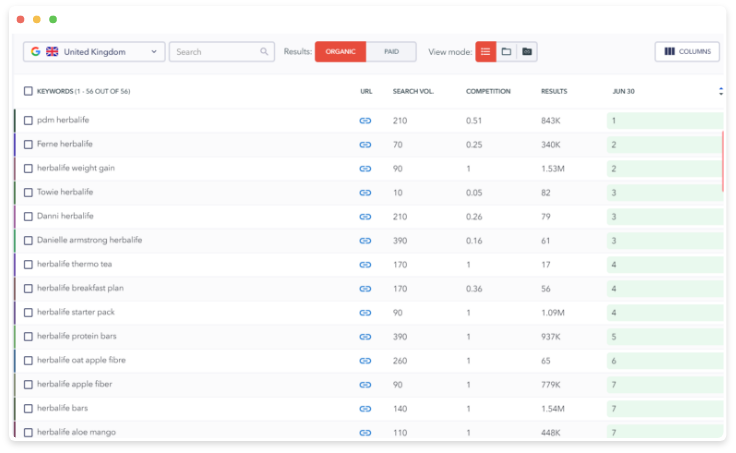 United Kingdom Search Results: ORGANIC PAID View mode: COLUMNS
KEYWORDS (1 - 56 OUT OF 56) URL SEARCH VOL. COMPETITION RESULTS JUN 30
pdm herbalife 210 0.51 843K 1
Ferne herbalife 70 0.25 340K 2
herbalife weight gain 90 1 1.53M 2
Towie herbalife 10 0.05 82 3
Danni herbalife 210 0.26 79 3
Danielle armstrong herbalife 390 0.16 61 3
herbalife thermo tea 170 1 17 4
herbalife breakfast plan 170 0.36 56 4
herbalife starter pack 90 1 1.09M 4
herbalife protein bars 390 1 937K 5
herbalife oat apple fibre 260 1 65 6
herbalife apple fiber 90 1 779K 7
herbalife bars 140 1 1.54M 7
herbalife aloe mango 110 1 448K 7